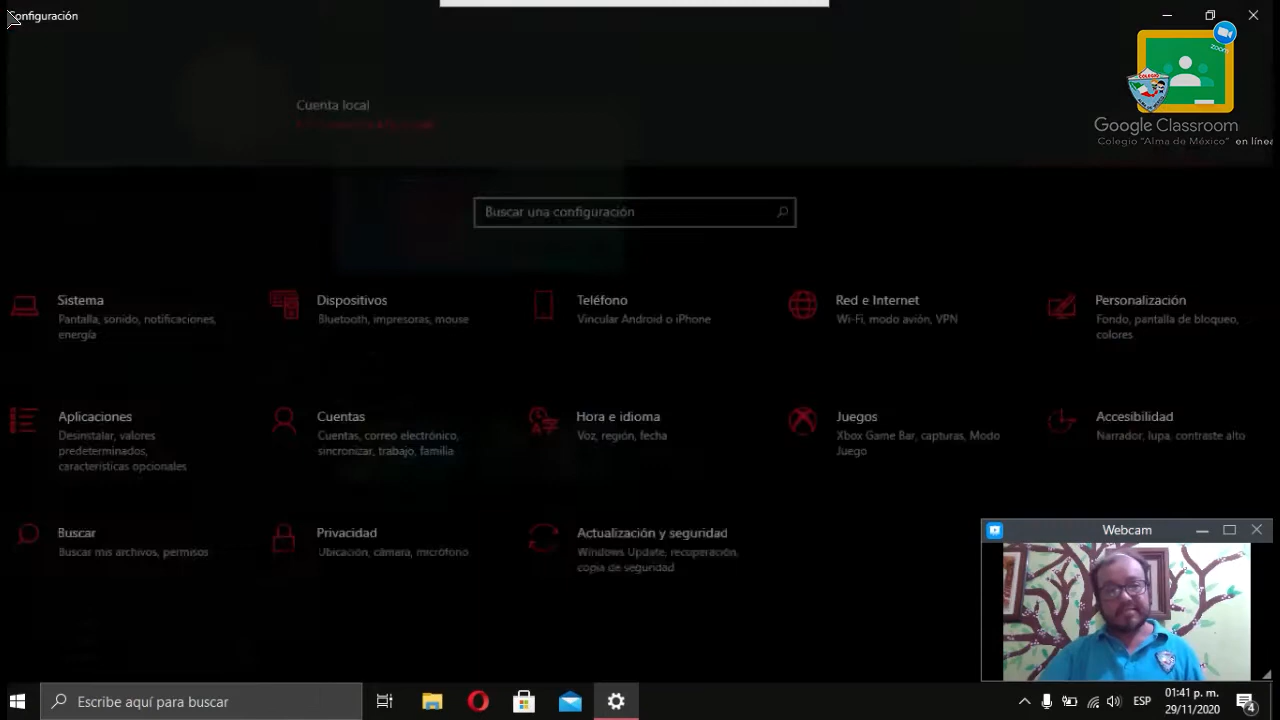 Configuración
zoom
COLEGIO
Google Classroom
Colegio "Alma de México" en línea
Cuenta local
Buscar una configuración
Sistema
Pantalla, sonido, notificaciones,
energía
Dispositivos
Bluetooth, impresoras, mouse
Teléfono
Vincular Android o iPhone
Red e Internet
Wi-Fi, modo avión, VPN
Personalización
Fondo, pantalla de bloqueo,
colores
Aplicaciones
Desinstalar, valores
predeterminados,
características opcionales
Cuentas
Cuentas, correo electrónico,
sincronizar, trabajo, familia
Hora e idioma
Voz, región, fecha
Juegos
Xbox Game Bar, capturas, Modo
Juego
Accesibilidad
Narrador, lupa, contraste alto
Buscar
Buscar mis archivos, permisos
Privacidad
Ubicación, cámara, micrófono
Actualización y seguridad
Windows Update, recuperación,
copia de seguridad
Webcam
Escribe aquí para buscar
ESP
01:41 p. m.
29/11/2020
4